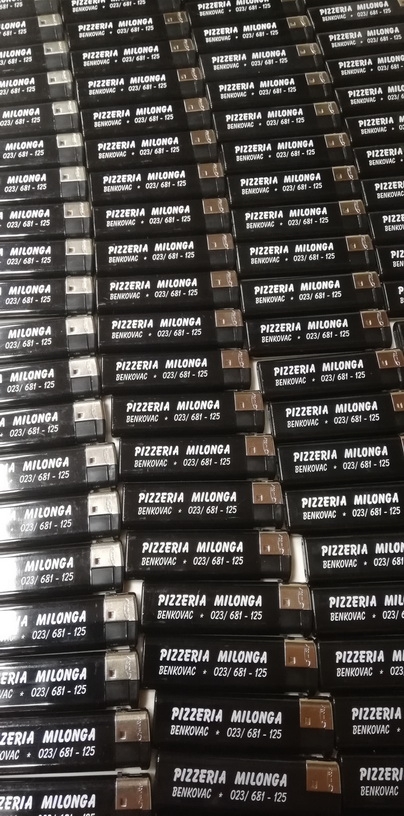 PIZZERIA MILONGA
BENKOVAC * 023/ 681 - 125